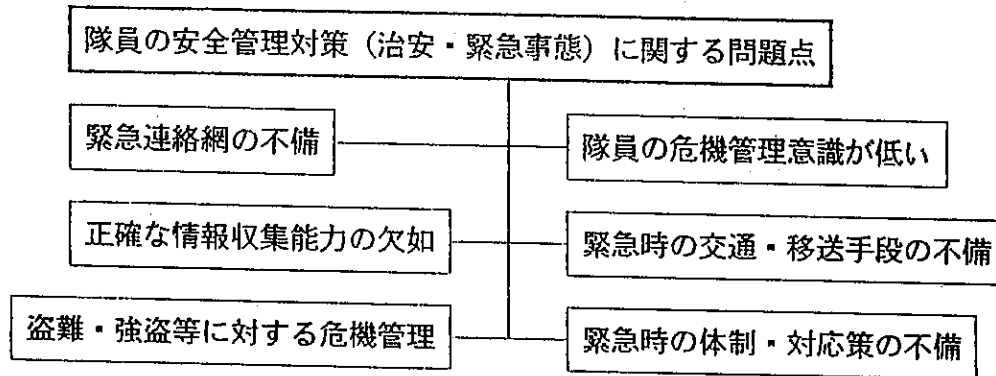 隊員の安全管理対策（治安・緊急事態）に関する問題点
緊急連絡網の不備
隊員の危機管理意識が低い
正確な情報収集能力の欠如
緊急時の交通・移送手段の不備
盗難・強盗等に対する危機管理
緊急時の体制・対応策の不備